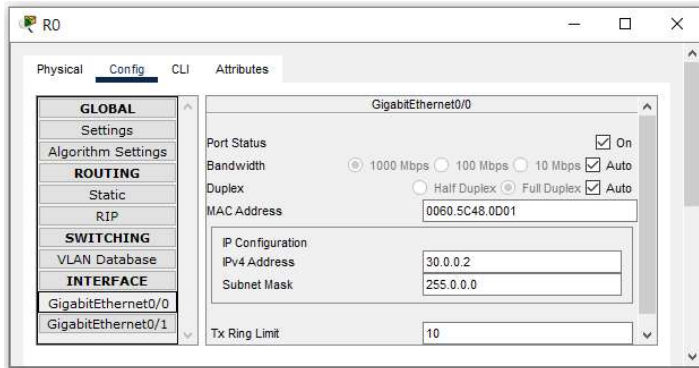 R0
Physical Config CLI Attributes
GLOBAL
Settings
Algorithm Settings
ROUTING
Static
RIP
SWITCHING
VLAN Database
INTERFACE
GigabitEthernet0/0
GigabitEthernet0/1
GigabitEthernet0/0
Port Status On
Bandwidth 1000 Mbps 100 Mbps 10 Mbps Auto
Duplex Half Duplex Full Duplex Auto
MAC Address 0060.5C48.0D01
IP Configuration
IPv4 Address 30.0.0.2
Subnet Mask 255.0.0.0
Tx Ring Limit 10